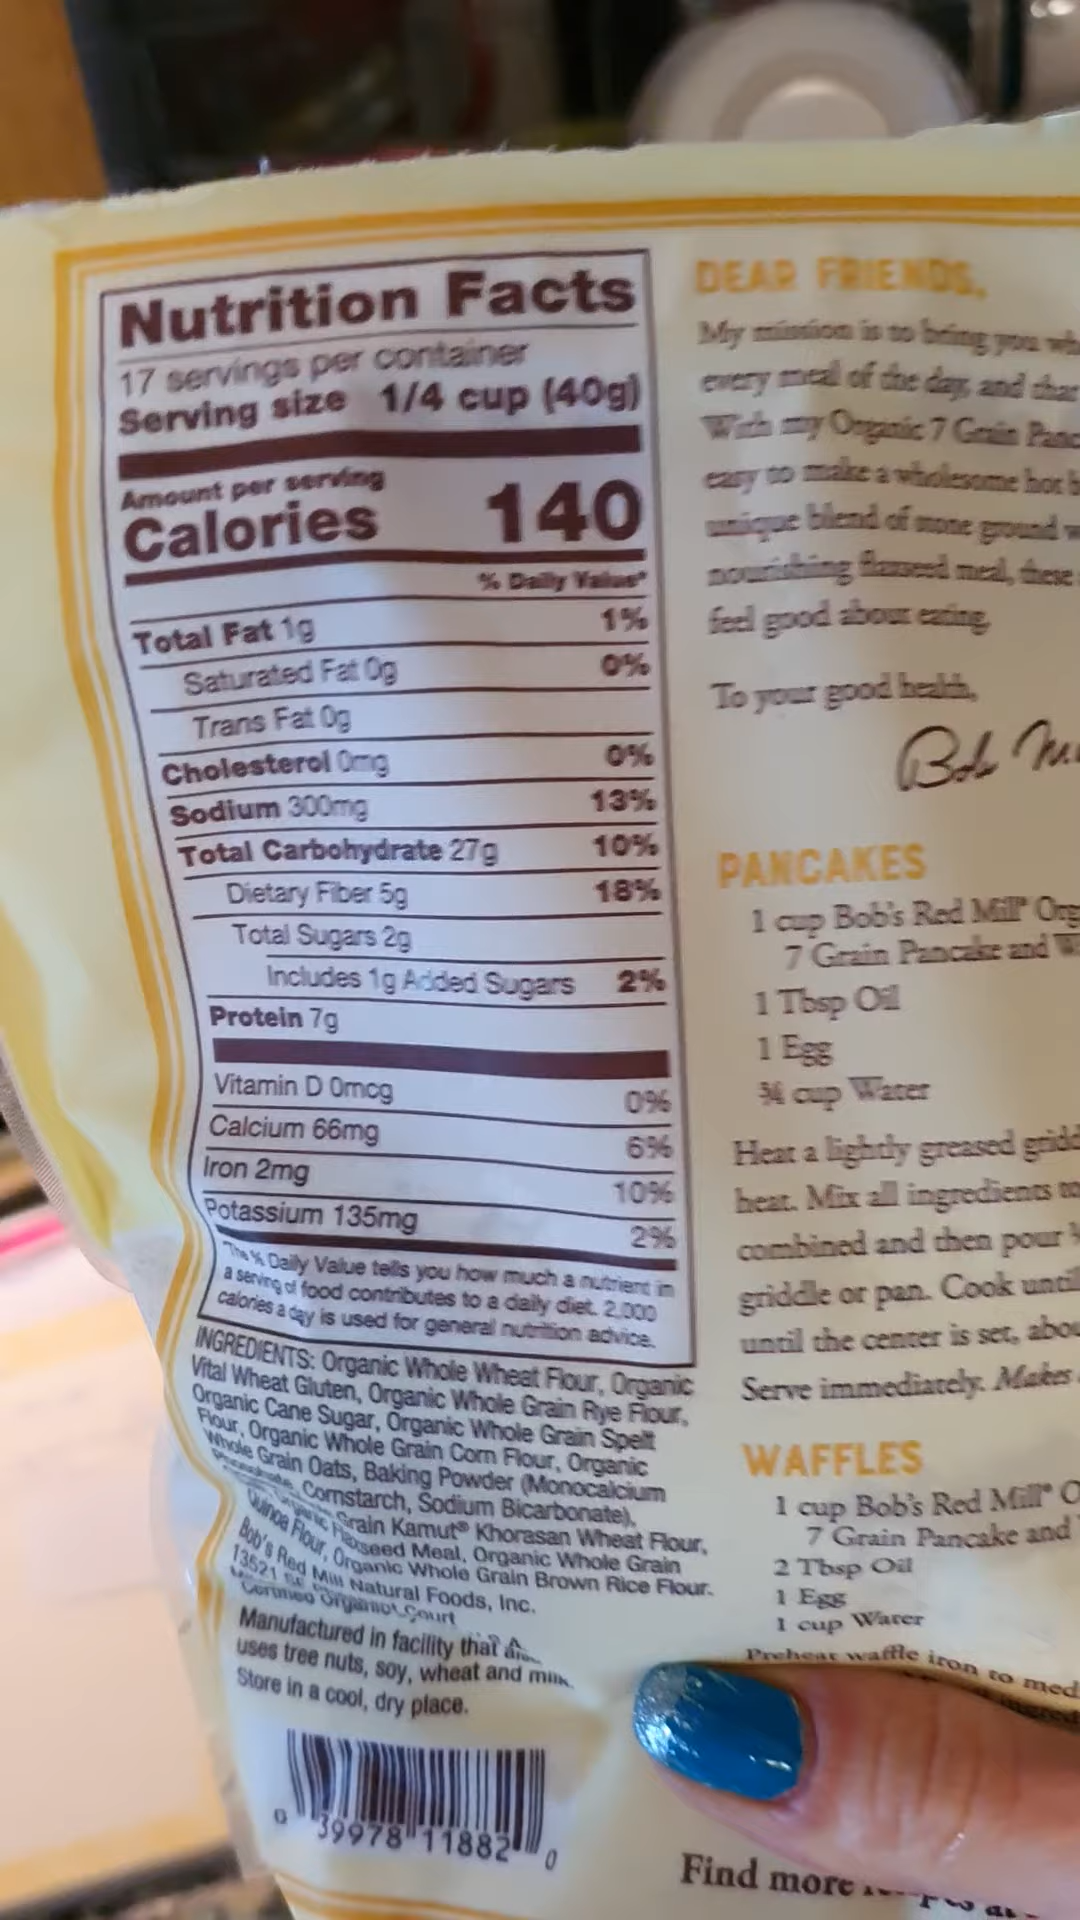 Nutrition Facts
17 servings per container
Serving size 1/4 cup (40g)
Amount per serving
Calories 140
% Daily Value*
Total Fat 1g 1%
Saturated Fat 0g 0%
Trans Fat 0g
Cholesterol 0mg 0%
Sodium 300mg 13%
Total Carbohydrate 27g 10%
Dietary Fiber 5g 18%
Total Sugars 2g
Includes 1g Added Sugars 2%
Protein 7g
Vitamin D 0mcg 0%
Calcium 66mg 6%
Iron 2mg 10%
Potassium 135mg 2%
*The % Daily Value tells you how much a nutrient in
a serving of food contributes to a daily diet. 2,000
calories a day is used for general nutrition advice.
INGREDIENTS: Organic Whole Wheat Flour, Organic
Vital Wheat Gluten, Organic Whole Grain Rye Flour,
Organic Cane Sugar, Organic Whole Grain Spelt
Flour, Organic Whole Grain Corn Flour, Organic
Whole Grain Oats, Baking Powder (Monocalcium
Phosphate, Cornstarch, Sodium Bicarbonate),
Organic Grain Kamut® Khorasan Wheat Flour,
Flaxseed Meal, Organic Whole Grain
Quinoa Flour, Organic Whole Grain Brown Rice Flour.
Bob's Red Mill Natural Foods, Inc.
13521 SE Court
Certified Organic
Manufactured in facility that
uses tree nuts, soy, wheat and milk.
Store in a cool, dry place.
0 39978 11882 0
DEAR FRIENDS,
My mission is to bring you
every meal of the day, and that
With my Organic 7 Grain
easy to make a wholesome hot
unique blend of stone ground
nourishing flaxseed meal, these
feel good about eating.
To your good health,
Bob
PANCAKES
1 cup Bob's Red Mill®
7 Grain Pancake and
1 Tbsp Oil
1 Egg
¾ cup Water
Heat a lightly greased
heat. Mix all ingredients
combined and then pour
griddle or pan. Cook until
until the center is set,
Serve immediately. Makes
WAFFLES
1 cup Bob's Red Mill®
7 Grain Pancake and
2 Tbsp Oil
1 Egg
1 cup Water
Preheat waffle iron to
Find more